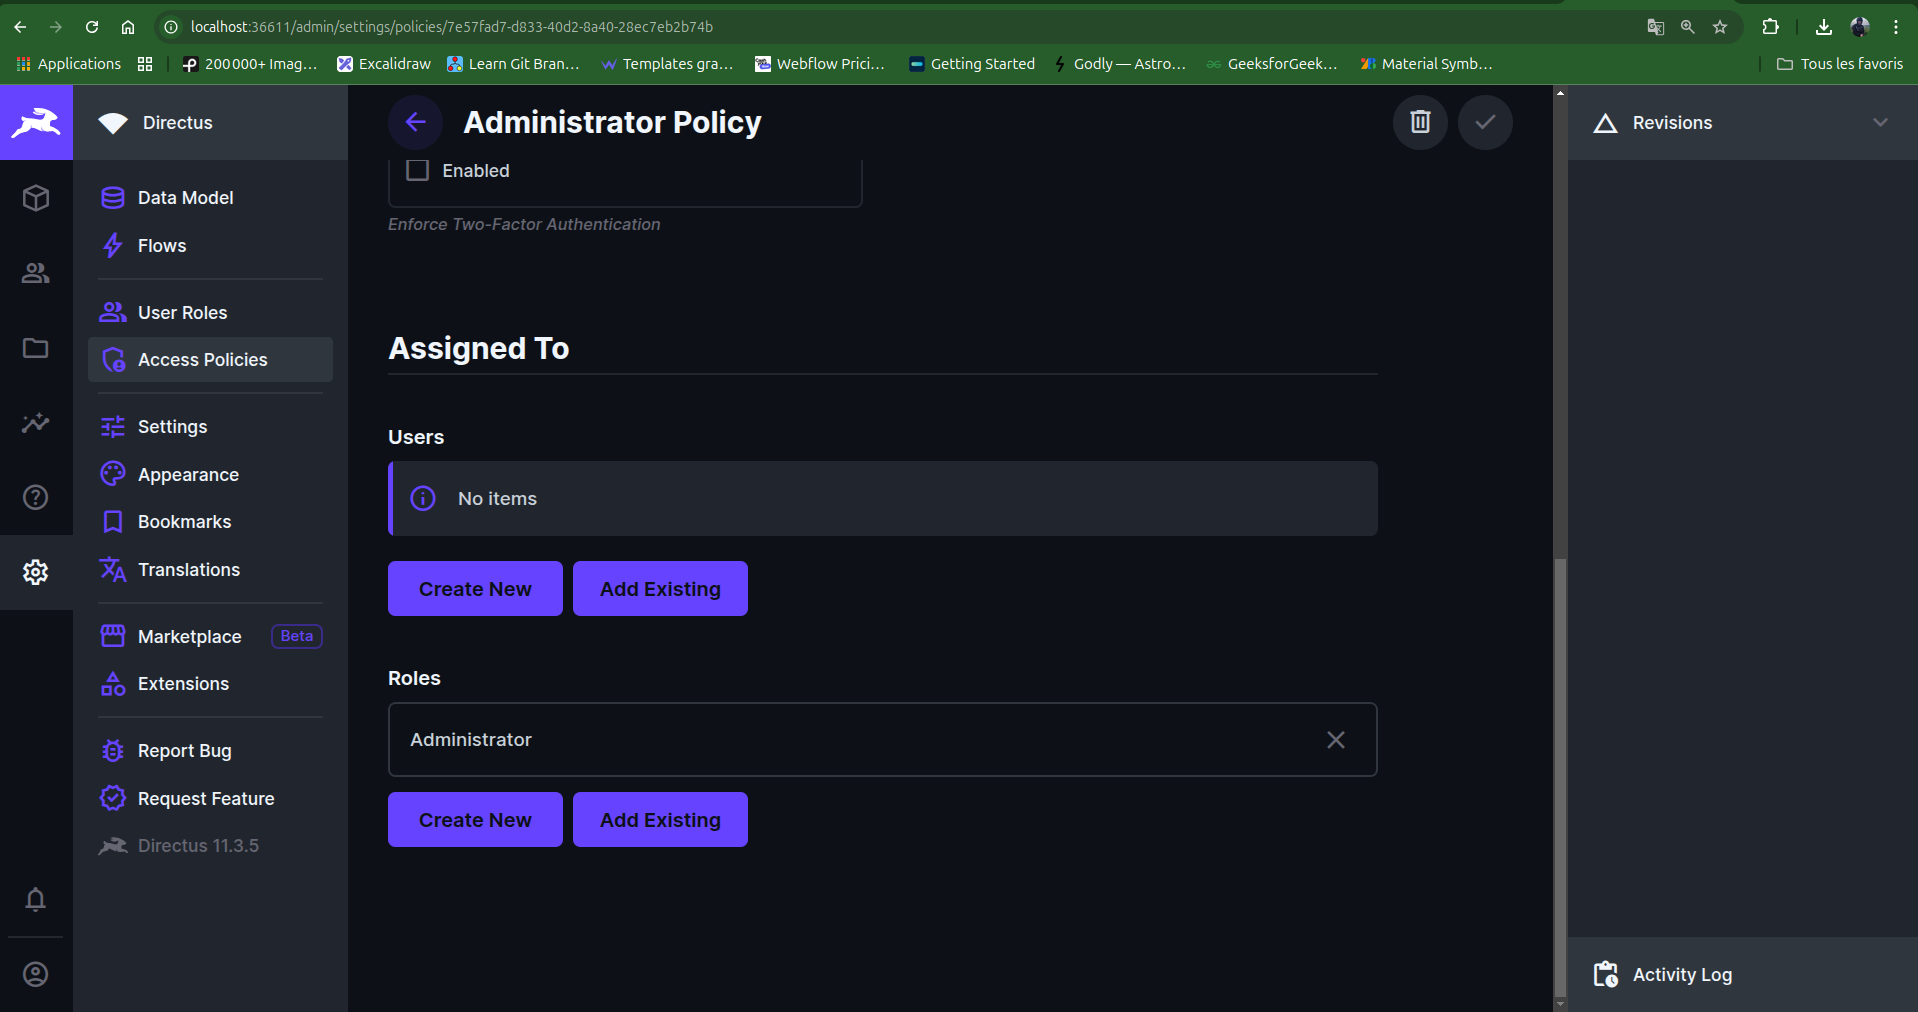 localhost:36611/admin/settings/policies/7e57fad7-d833-40d2-8a40-28ec7eb2b74b
Applications
200 000+ Imag...
Excalidraw
Learn Git Bran...
Templates gra...
Webflow Prici...
Getting Started
Godly — Astro...
GeeksforGeek...
Material Symb...
Tous les favoris
Directus
Data Model
Flows
User Roles
Access Policies
Settings
Appearance
Bookmarks
Translations
Marketplace Beta
Extensions
Report Bug
Request Feature
Directus 11.3.5
Administrator Policy
Enabled
Enforce Two-Factor Authentication
Assigned To
Users
No items
Create New Add Existing
Roles
Administrator
Create New Add Existing
Revisions
Activity Log